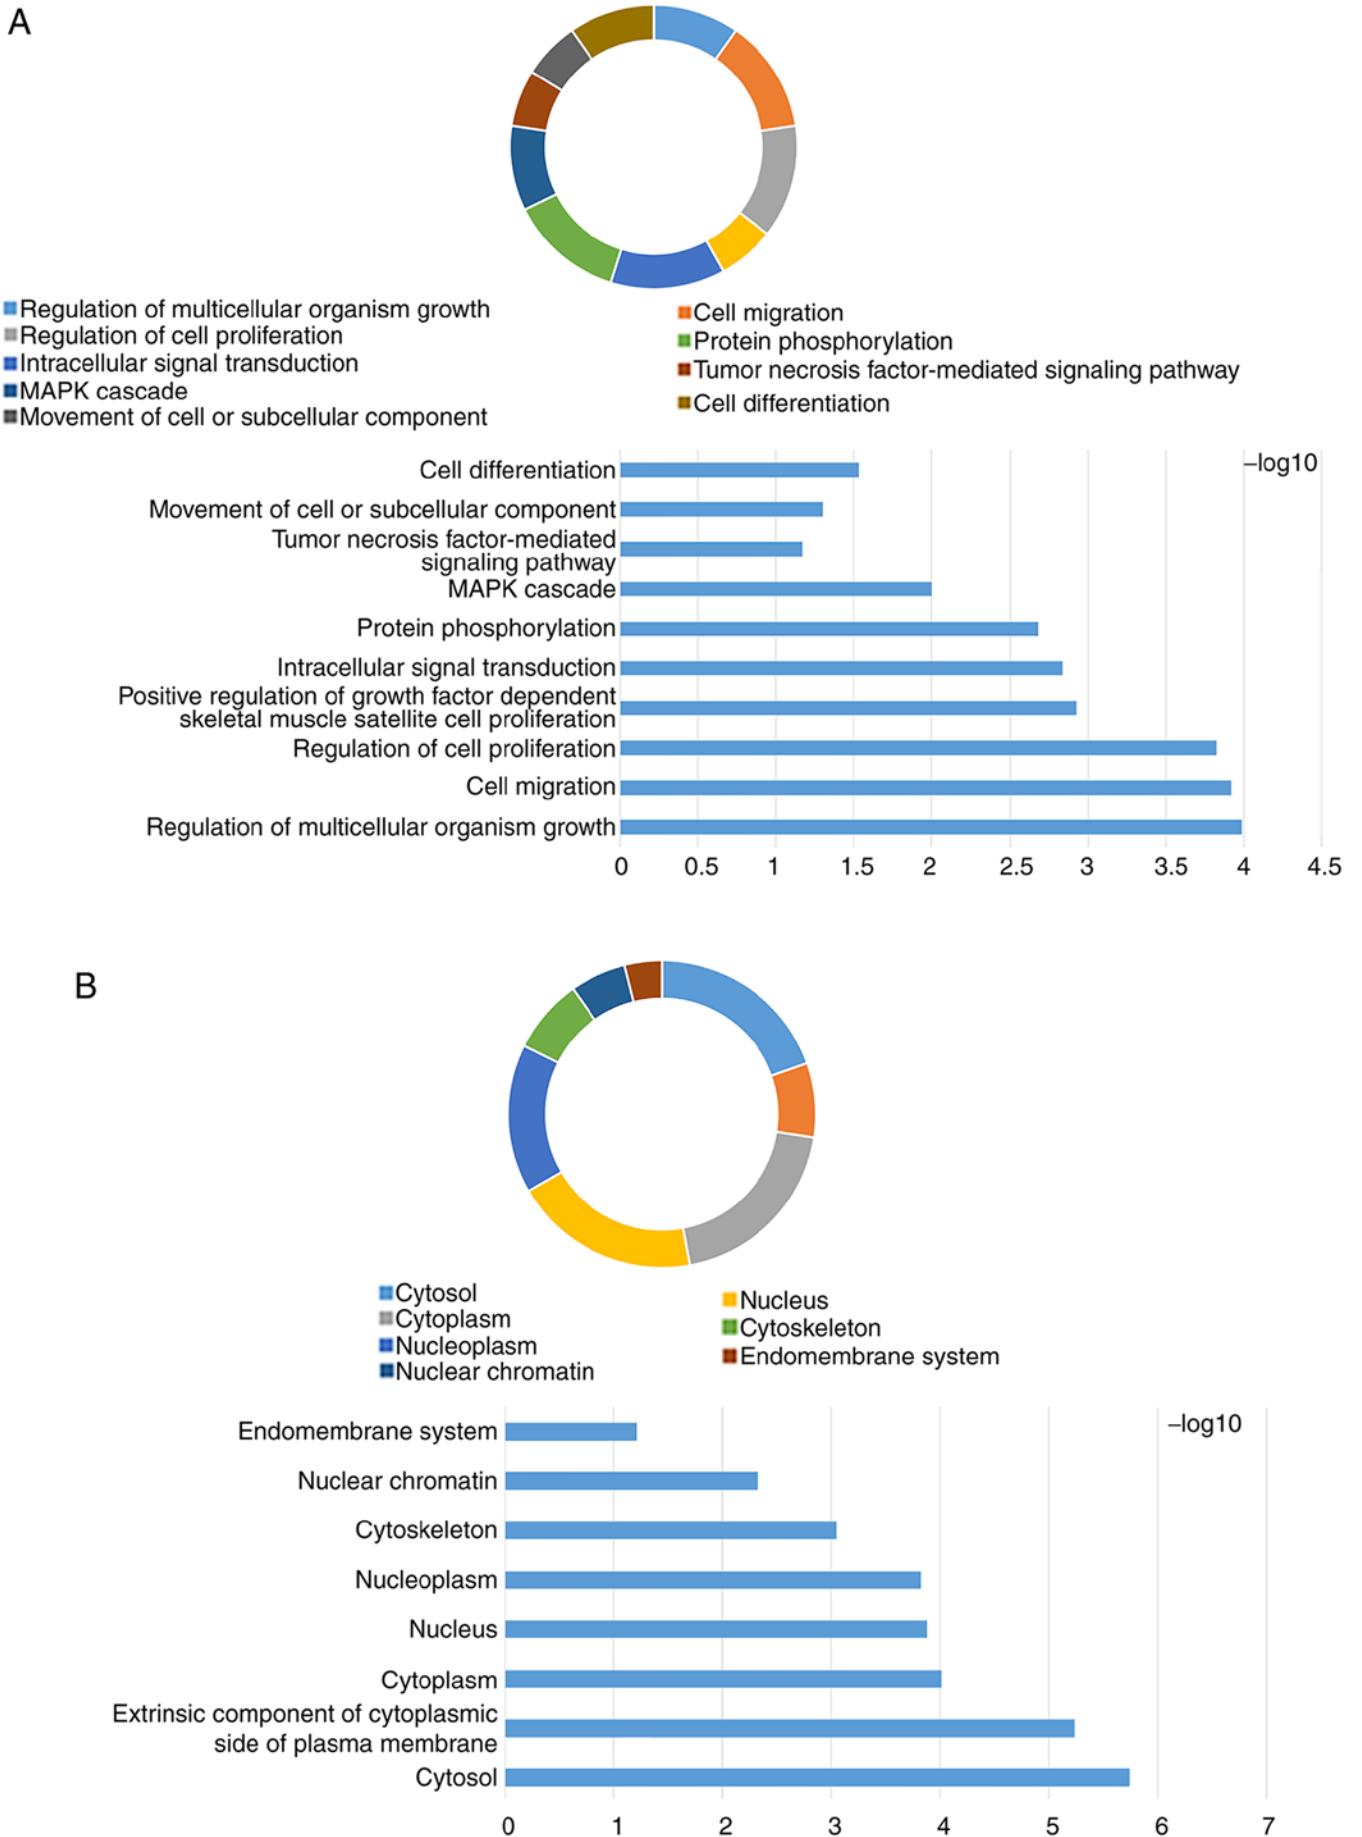 A
Regulation of multicellular organism growth
Regulation of cell proliferation
Intracellular signal transduction
MAPK cascade
Movement of cell or subcellular component
Cell migration
Protein phosphorylation
Tumor necrosis factor-mediated signaling pathway
Cell differentiation
–log10
Cell differentiation
Movement of cell or subcellular component
Tumor necrosis factor-mediated
signaling pathway
MAPK cascade
Protein phosphorylation
Intracellular signal transduction
Positive regulation of growth factor dependent
skeletal muscle satellite cell proliferation
Regulation of cell proliferation
Cell migration
Regulation of multicellular organism growth
0 0.5 1 1.5 2 2.5 3 3.5 4 4.5
B
Cytosol
Cytoplasm
Nucleoplasm
Nuclear chromatin
Nucleus
Cytoskeleton
Endomembrane system
–log10
Endomembrane system
Nuclear chromatin
Cytoskeleton
Nucleoplasm
Nucleus
Cytoplasm
Extrinsic component of cytoplasmic
side of plasma membrane
Cytosol
0 1 2 3 4 5 6 7